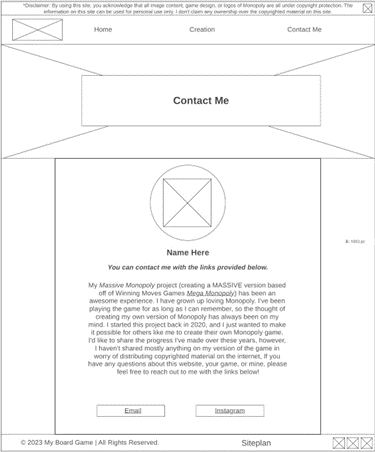 *Disclaimer: By using this site, you acknowledge that all image content, game design, or logos of Monopoly are all under copyright protection. The
information on this site can be used for personal use only. I don't claim any ownership over the copyrighted material on this site.
Home Creation Contact Me
Contact Me
Name Here
You can contact me with the links provided below.
My Massive Monopoly project (creating a MASSIVE version based
off of Winning Moves Games Mega Monopoly) has been an
awesome experience. I have grown up loving Monopoly. I've been
playing the game for as long as I can remember, so the thought of
creating my own version of Monopoly has always been on my
mind. I started this project back in 2020, and I just wanted to make
it possible for others like me to create their own Monopoly game.
I'd like to share the progress I've made over these years, however,
I haven't shared mostly anything on my version of the game in
worry of distributing copyrighted material on the internet, If you
have any questions about this website, your game, or mine, please
feel free to reach out to me with the links below!
Email Instagram
© 2023 My Board Game | All Rights Reserved. Siteplan